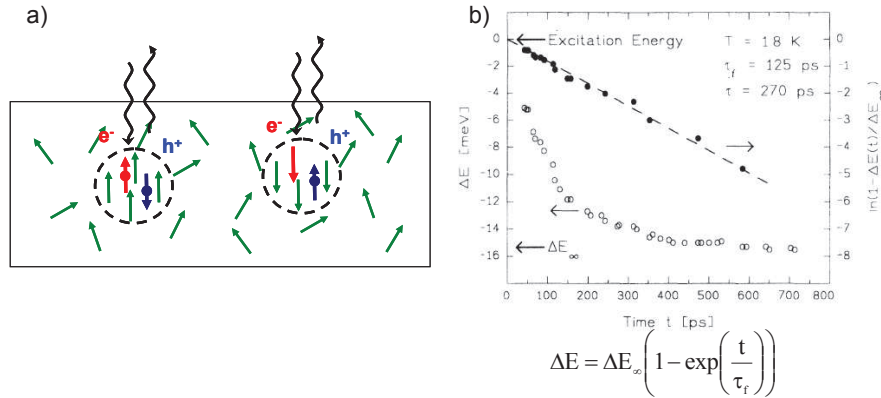 a)
e⁻
h⁺
e⁻
h⁺
b)
Excitation Energy
T = 18 K
τf = 125 ps
τ = 270 ps
ΔE [meV]
0
-2
-4
-6
-8
-10
-12
-14
-16
ΔE∞
0
-1
-2
-3
-4
-5
-6
-7
-8
ln(1-ΔE(t)/ΔE∞)
0 100 200 300 400 500 600 700 800
Time t [ps]
ΔE = ΔE∞(1 − exp(t/τf))